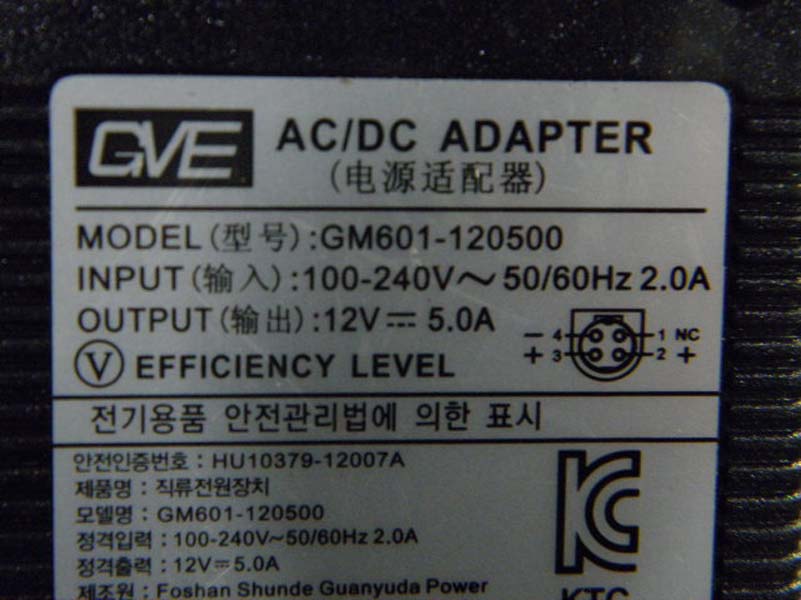 GVE
AC/DC ADAPTER
(电源适配器)
MODEL(型号):GM601-120500
INPUT(输入):100-240V～50/60Hz 2.0A
OUTPUT(输出):12V⎓5.0A
- 4 1 NC
+ 3 2 +
V EFFICIENCY LEVEL
전기용품 안전관리법에 의한 표시
안전인증번호 : HU10379-12007A
제품명 : 직류전원장치
모델명 : GM601-120500
정격입력 : 100-240V~50/60Hz 2.0A
정격출력 : 12V⎓5.0A
제조원 : Foshan Shunde Guanyuda Power
KC
KTC